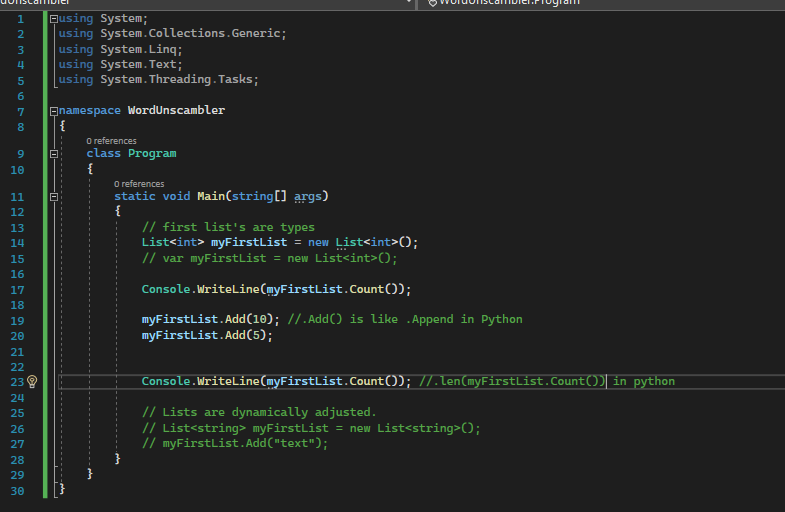 WordUnscambler.Program
1 using System;
2 using System.Collections.Generic;
3 using System.Linq;
4 using System.Text;
5 using System.Threading.Tasks;
6
7 namespace WordUnscambler
8 {
0 references
9 class Program
10 {
0 references
11 static void Main(string[] args)
12 {
13 // first list's are types
14 List<int> myFirstList = new List<int>();
15 // var myFirstList = new List<int>();
16
17 Console.WriteLine(myFirstList.Count());
18
19 myFirstList.Add(10); //.Add() is like .Append in Python
20 myFirstList.Add(5);
21
22
23 Console.WriteLine(myFirstList.Count()); //.len(myFirstList.Count()) in python
24
25 // Lists are dynamically adjusted.
26 // List<string> myFirstList = new List<string>();
27 // myFirstList.Add("text");
28 }
29 }
30 }